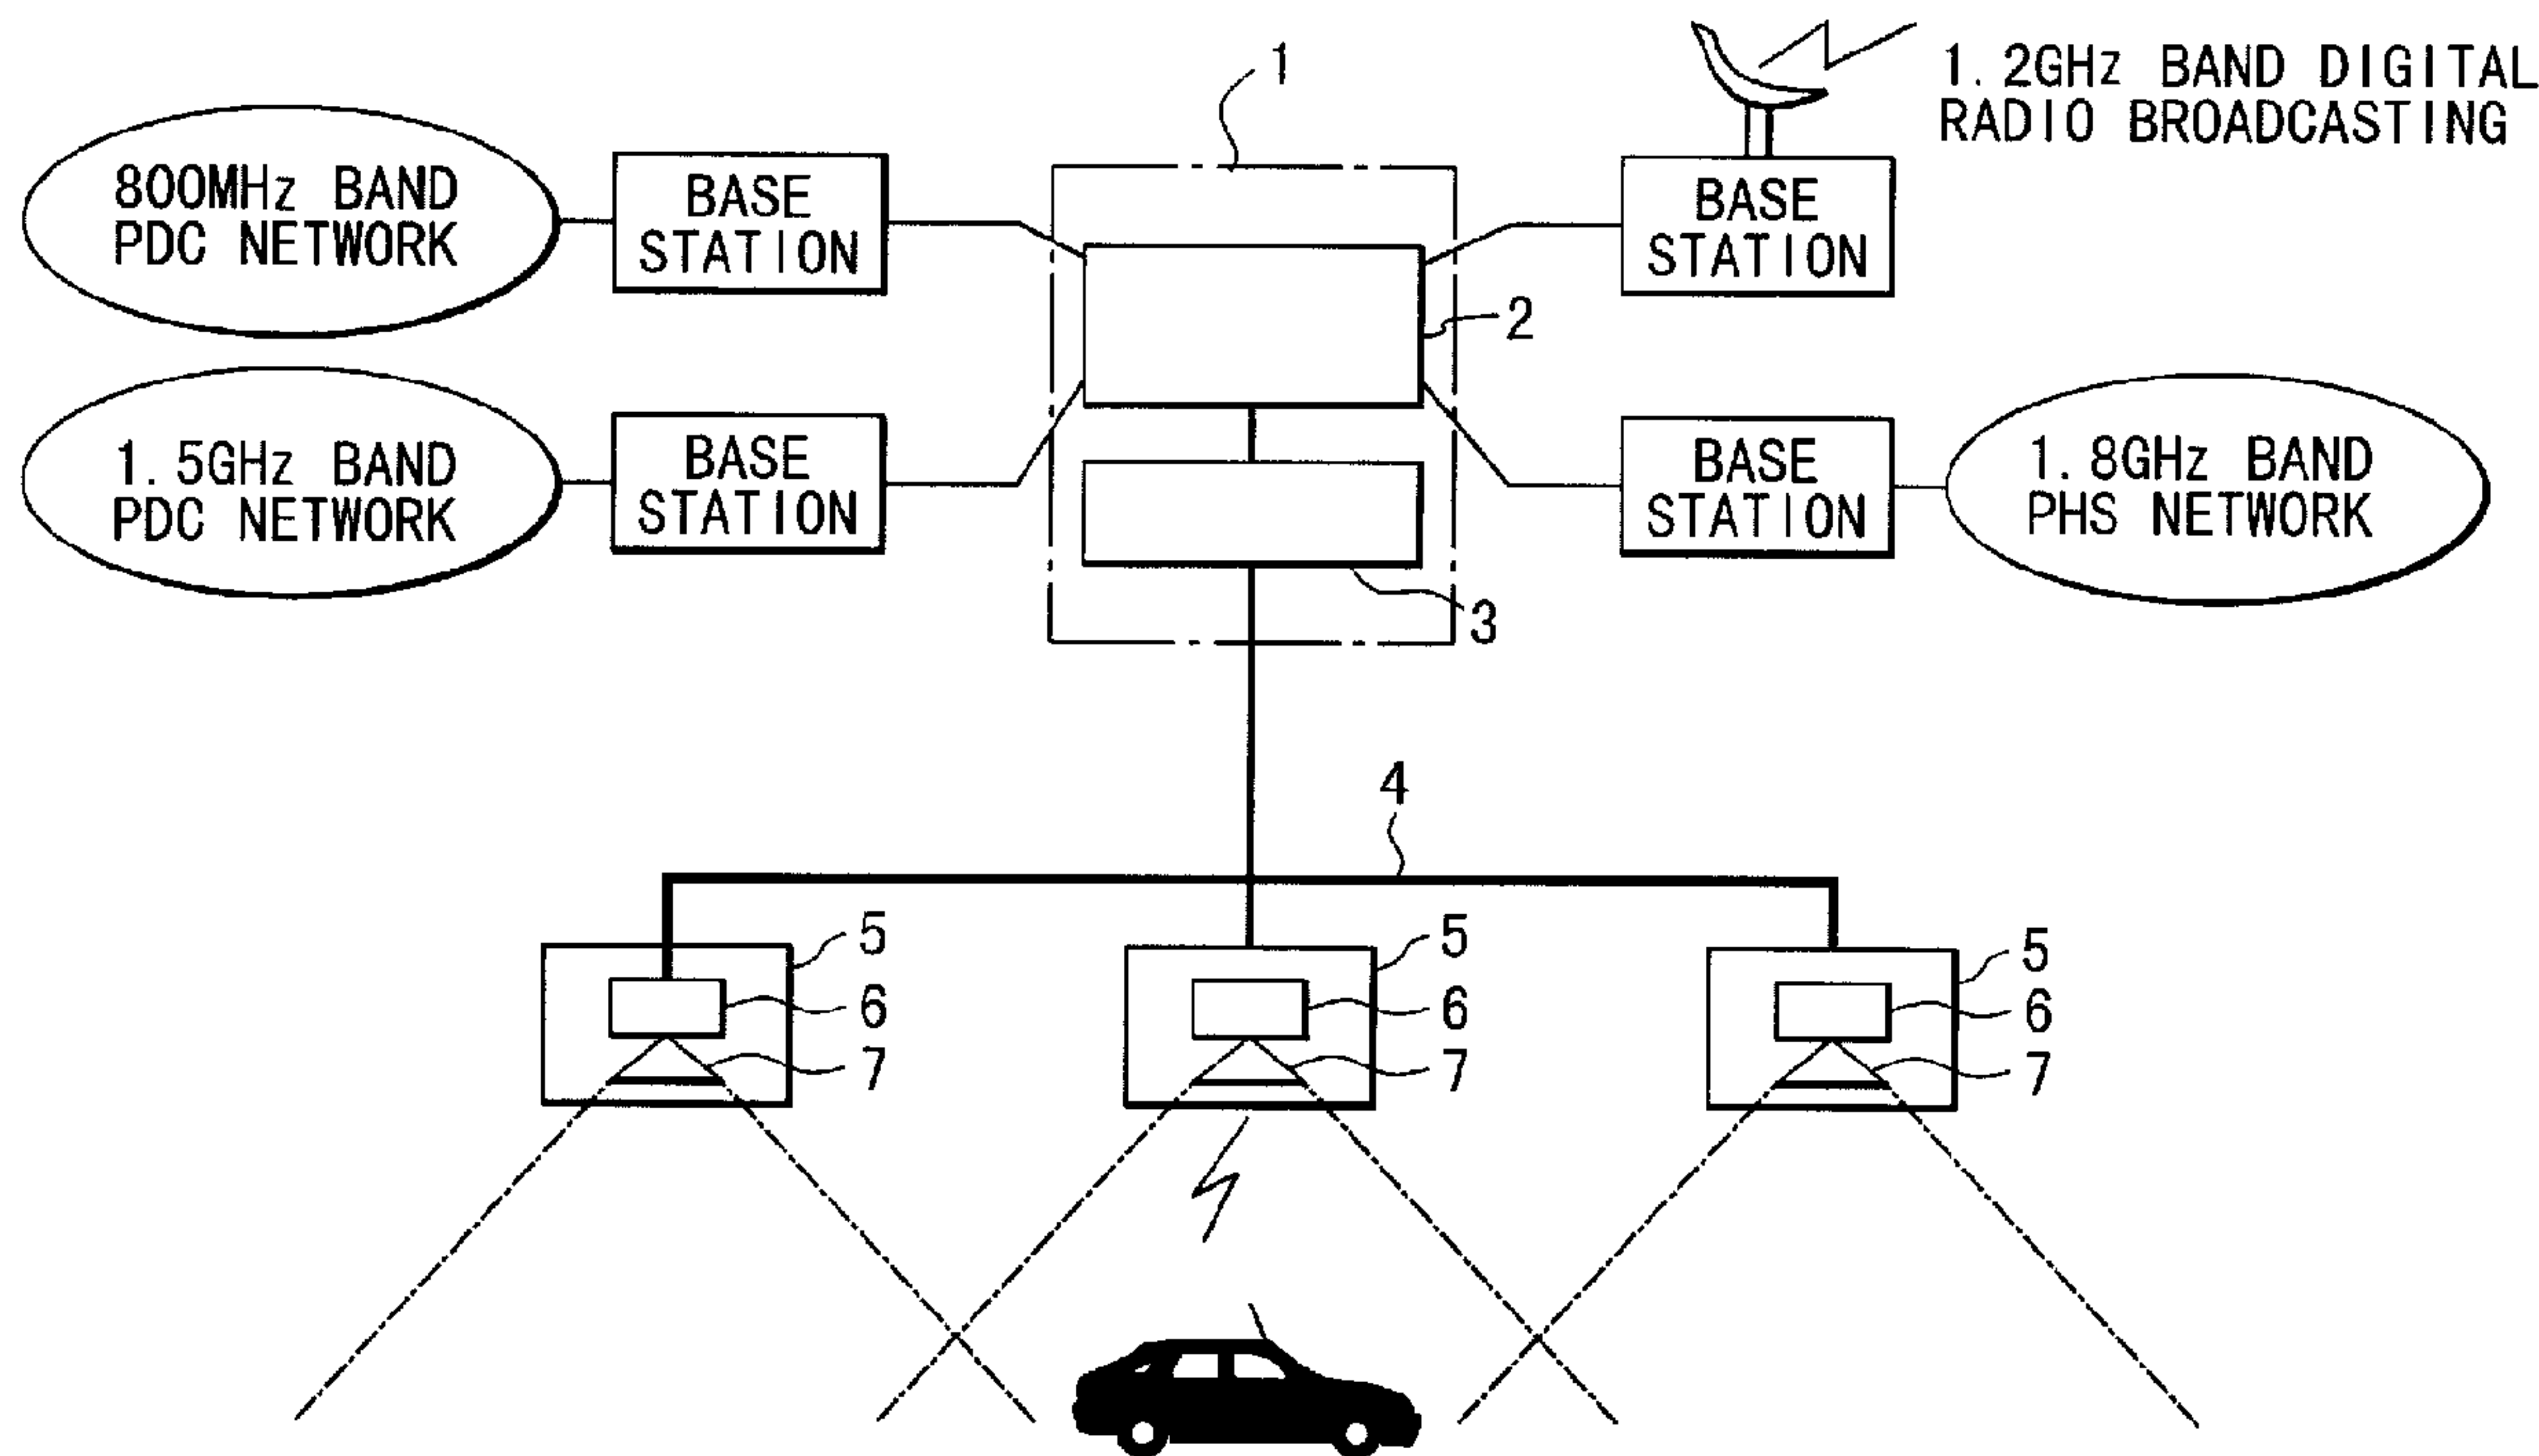 1
1. 2GHz BAND DIGITAL
RADIO BROADCASTING
800MHz BAND
PDC NETWORK
BASE
STATION
BASE
STATION
2
1. 5GHz BAND
PDC NETWORK
BASE
STATION
BASE
STATION
1. 8GHz BAND
PHS NETWORK
3
4
5
5
5
6
6
6
7
7
7